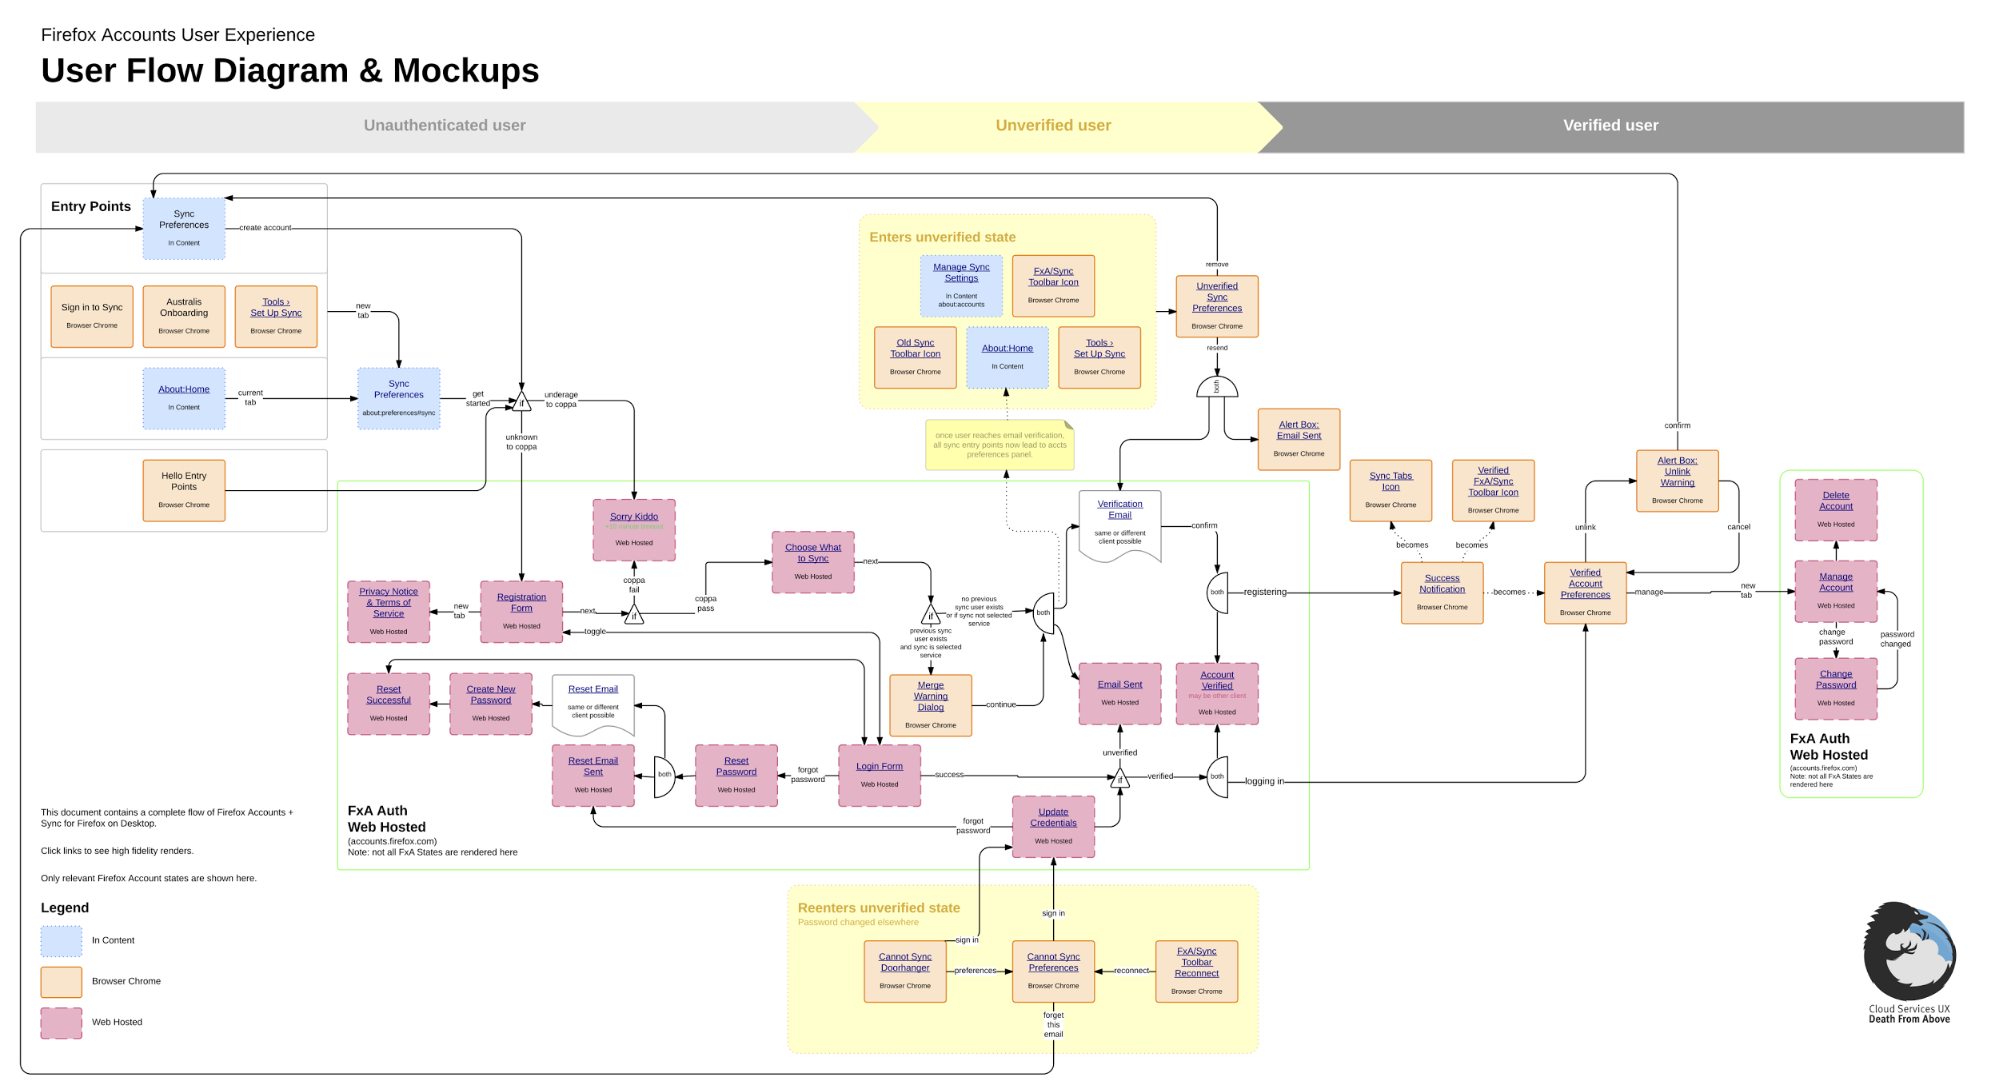 Firefox Accounts User Experience
User Flow Diagram & Mockups
Unauthenticated user
Unverified user
Verified user
Entry Points
Sync
Preferences
In Content
create account
Sign in to Sync
Browser Chrome
Australis
Onboarding
Browser Chrome
Tools ›
Set Up Sync
Browser Chrome
new
tab
About:Home
In Content
current
tab
Sync
Preferences
about:preferences#sync
get
started
if
underage
to coppa
unknown
to coppa
Hello Entry
Points
Browser Chrome
Enters unverified state
Manage Sync
Settings
In Content
about:accounts
FxA/Sync
Toolbar Icon
Browser Chrome
Old Sync
Toolbar Icon
Browser Chrome
About:Home
In Content
Tools ›
Set Up Sync
Browser Chrome
once user reaches email verification,
all sync entry points now lead to accts
preferences panel.
remove
Unverified
Sync
Preferences
Browser Chrome
resend
both
Alert Box:
Email Sent
Browser Chrome
Sorry Kiddo
Web Hosted
coppa
fail
if
coppa
pass
Choose What
to Sync
Web Hosted
next
Privacy Notice
& Terms of
Service
Web Hosted
new
tab
Registration
Form
Web Hosted
next
toggle
if
no previous
sync user exists
or if sync not selected
service
previous sync
user exists
and sync is selected
service
both
Merge
Warning
Dialog
Browser Chrome
continue
Verification
Email
same or different
client possible
confirm
both
registering
Email Sent
Web Hosted
Account
Verified
may be other client
Web Hosted
Reset
Successful
Web Hosted
Create New
Password
Web Hosted
Reset Email
same or different
client possible
Reset Email
Sent
Web Hosted
both
Reset
Password
Web Hosted
forgot
password
Login Form
Web Hosted
success
unverified
if
verified
both
logging in
Update
Credentials
Web Hosted
forgot
password
FxA Auth
Web Hosted
(accounts.firefox.com)
Note: not all FxA States are rendered here
Sync Tabs
Icon
Browser Chrome
Verified
FxA/Sync
Toolbar Icon
Browser Chrome
becomes
becomes
Success
Notification
Browser Chrome
becomes
Verified
Account
Preferences
Browser Chrome
unlink
Alert Box:
Unlink
Warning
Browser Chrome
confirm
cancel
manage
new
tab
Delete
Account
Web Hosted
Manage
Account
Web Hosted
change
password
password
changed
Change
Password
Web Hosted
FxA Auth
Web Hosted
(accounts.firefox.com)
Note: not all FxA States are
rendered here
Reenters unverified state
Password changed elsewhere
sign in
sign in
Cannot Sync
Doorhanger
Browser Chrome
preferences
Cannot Sync
Preferences
Browser Chrome
reconnect
FxA/Sync
Toolbar
Reconnect
Browser Chrome
forget
this
email
This document contains a complete flow of Firefox Accounts +
Sync for Firefox on Desktop.
Click links to see high fidelity renders.
Only relevant Firefox Account states are shown here.
Legend
In Content
Browser Chrome
Web Hosted
Cloud Services UX
Death From Above